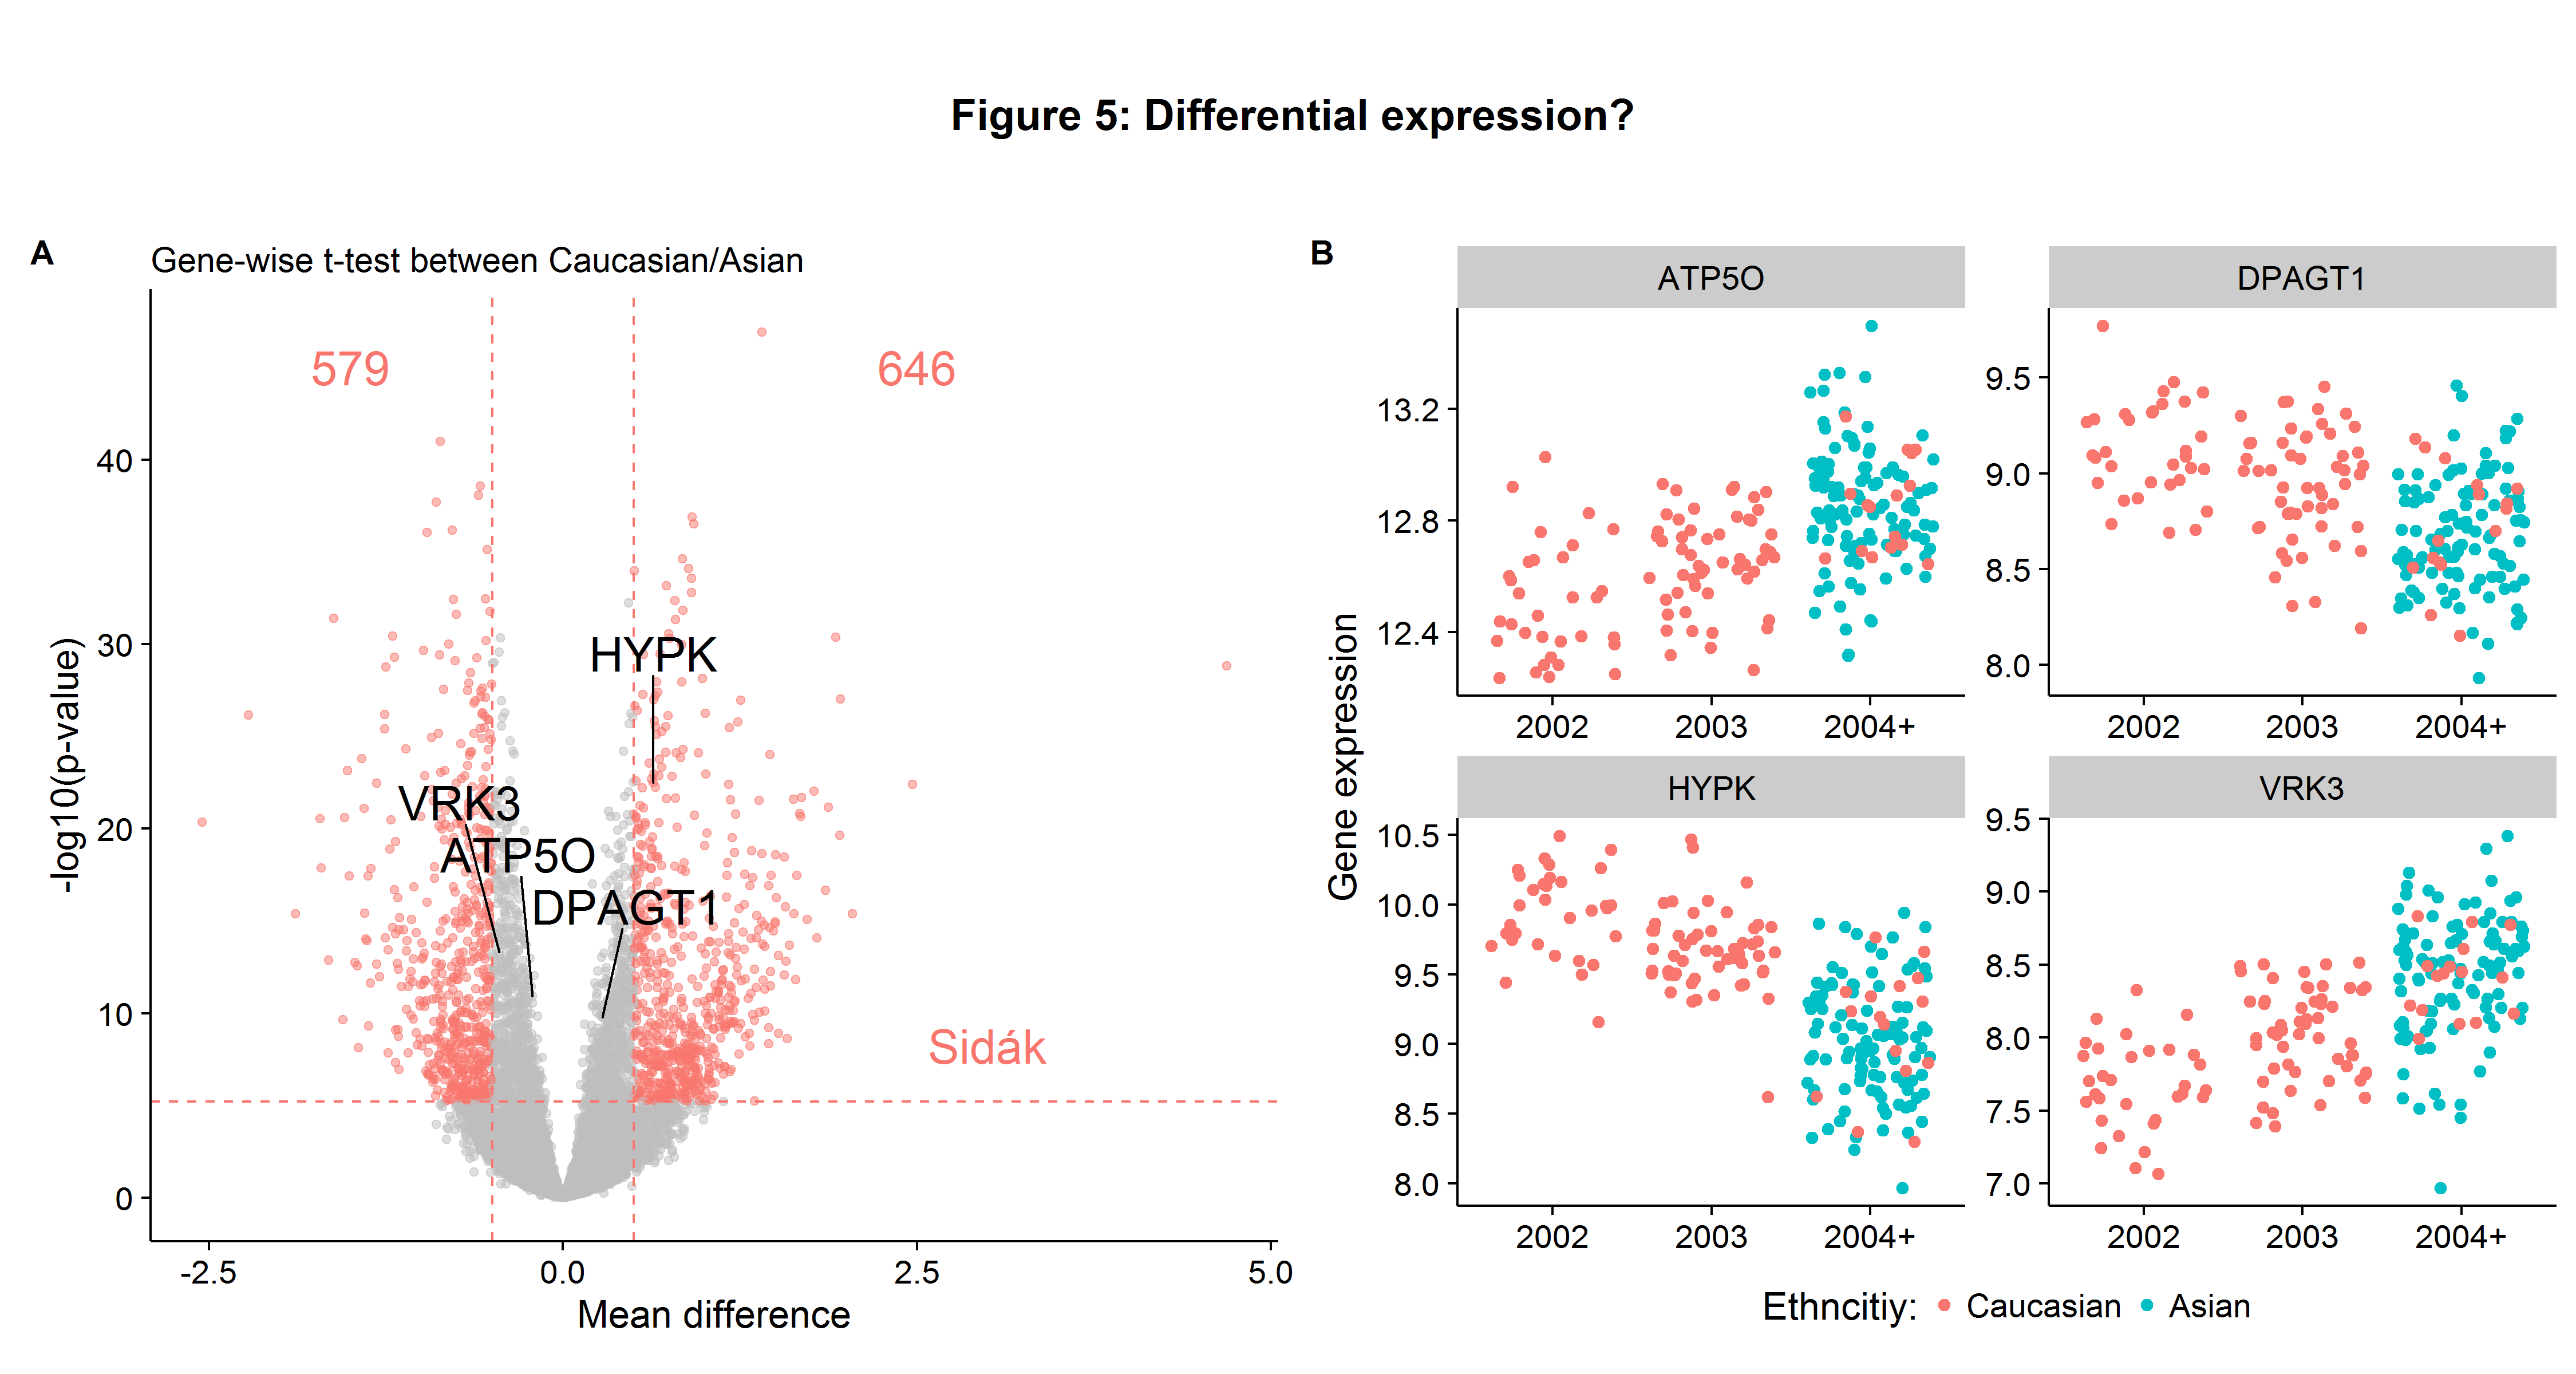 Figure 5: Differential expression?
A
Gene-wise t-test between Caucasian/Asian
579
646
HYPK
VRK3
ATP5O
DPAGT1
Sidák
-log10(p-value)
40
30
20
10
0
-2.5
0.0
2.5
5.0
Mean difference
B
Gene expression
ATP5O
13.2
12.8
12.4
2002
2003
2004+
DPAGT1
9.5
9.0
8.5
8.0
2002
2003
2004+
HYPK
10.5
10.0
9.5
9.0
8.5
8.0
2002
2003
2004+
VRK3
9.5
9.0
8.5
8.0
7.5
7.0
2002
2003
2004+
Ethncitiy: Caucasian Asian